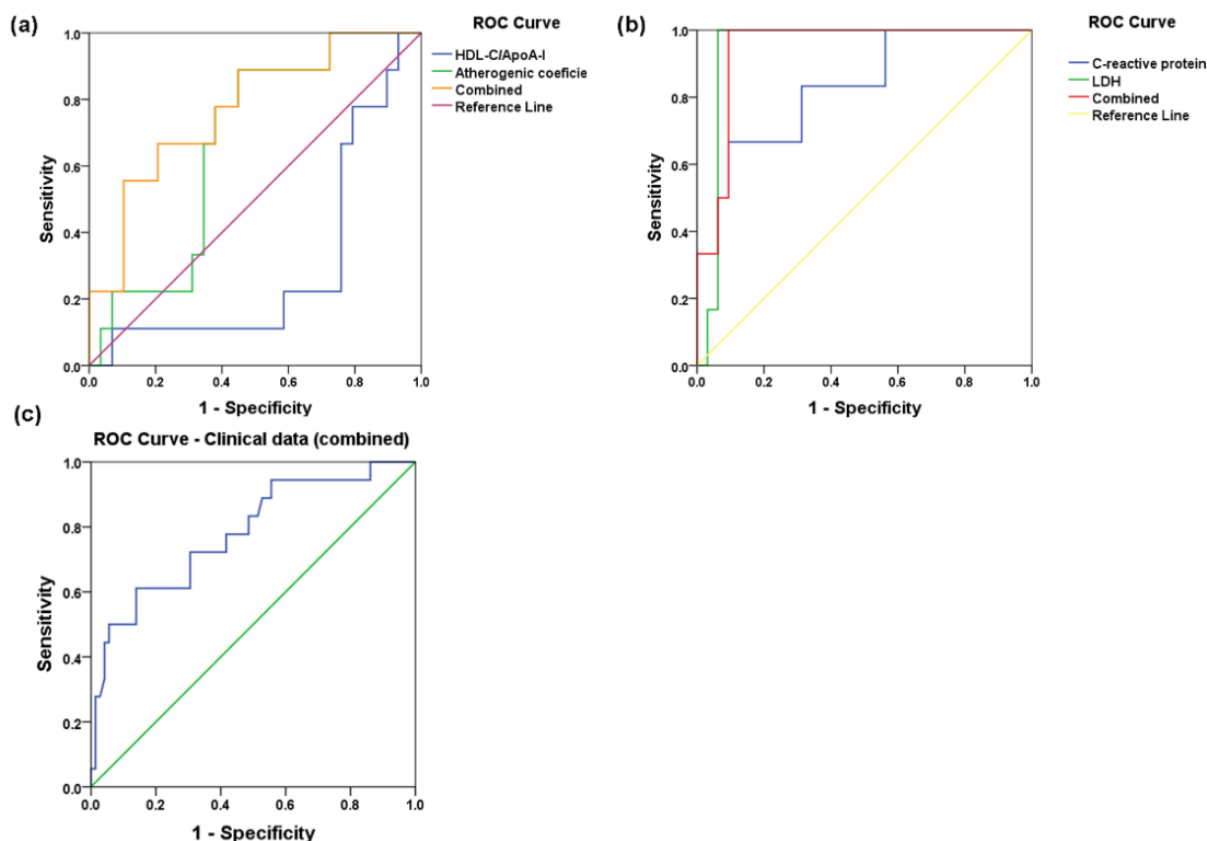 (a)
ROC Curve
HDL-C/ApoA-I
Atherogenic coeficie
Combined
Reference Line
1.0
0.8
0.6
0.4
0.2
0.0
Sensitivity
0.0 0.2 0.4 0.6 0.8 1.0
1 - Specificity
(b)
ROC Curve
C-reactive protein
LDH
Combined
Reference Line
1.0
0.8
0.6
0.4
0.2
0.0
Sensitivity
0.0 0.2 0.4 0.6 0.8 1.0
1 - Specificity
(c)
ROC Curve - Clinical data (combined)
1.0
0.8
0.6
0.4
0.2
0.0
Sensitivity
0.0 0.2 0.4 0.6 0.8 1.0
1 - Specificity